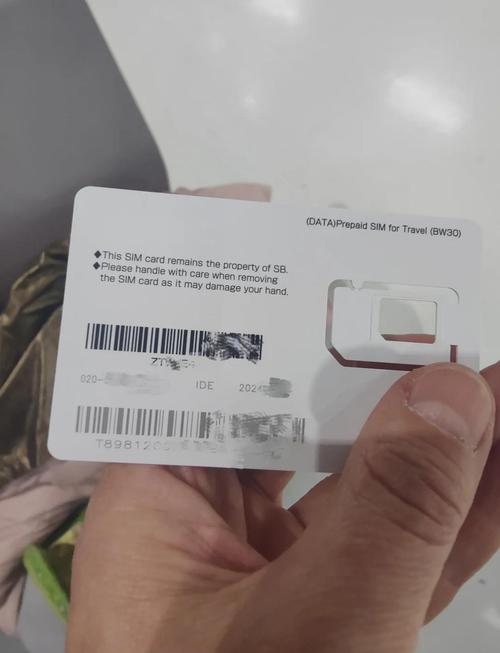 (DATA)Prepaid SIM for Travel (BW30)
◆This SIM card remains the property of SB.
◆Please handle with care when removing
the SIM card as it may damage your hand.
020-
IDE